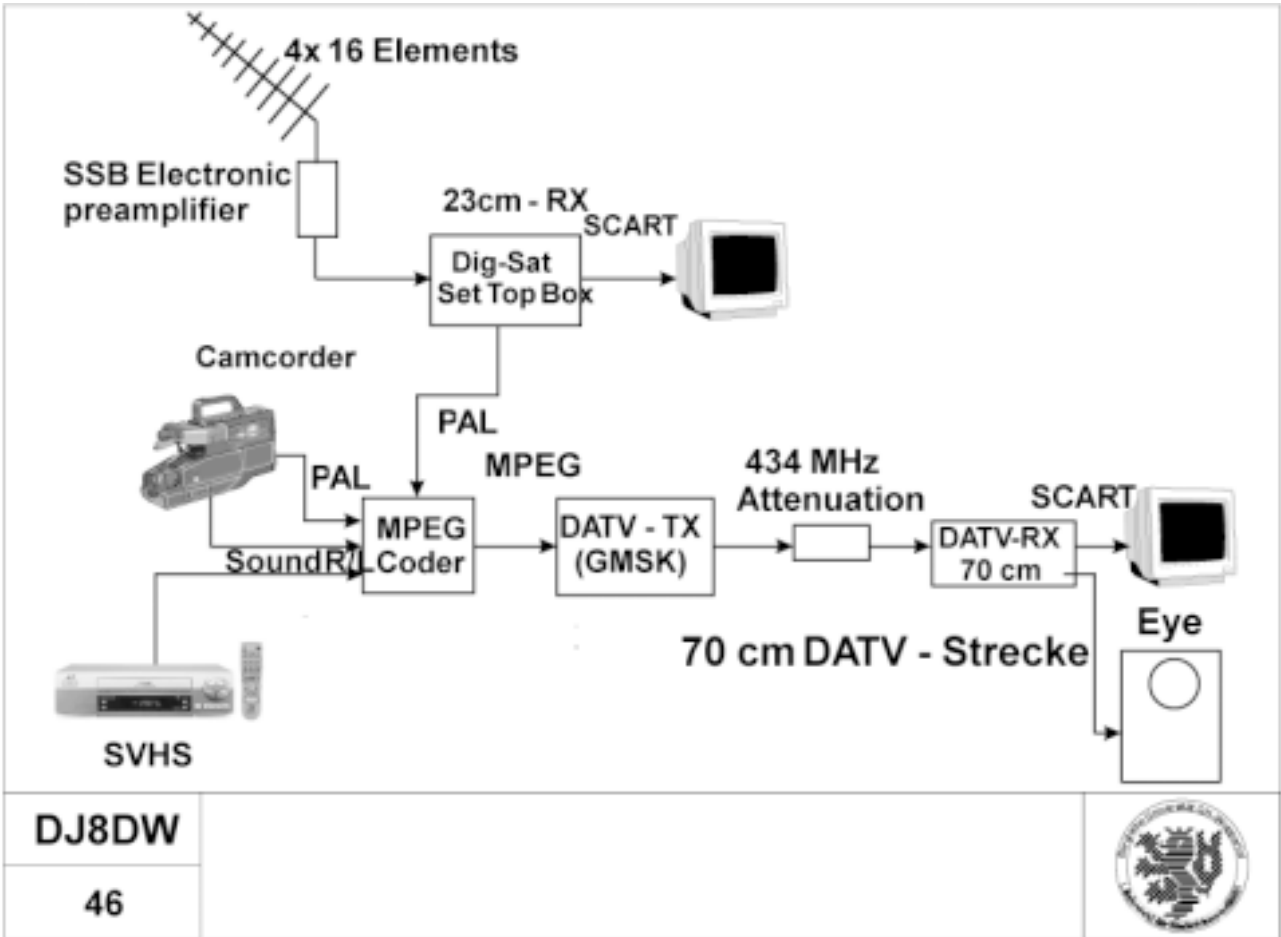 4x 16 Elements
SSB Electronic
preamplifier
23cm - RX
SCART
Dig-Sat
Set Top Box
Camcorder
PAL
PAL
MPEG
434 MHz
Attenuation
SCART
MPEG
Coder
SoundR/L
DATV - TX
(GMSK)
DATV-RX
70 cm
70 cm DATV - Strecke
Eye
SVHS
DJ8DW
46